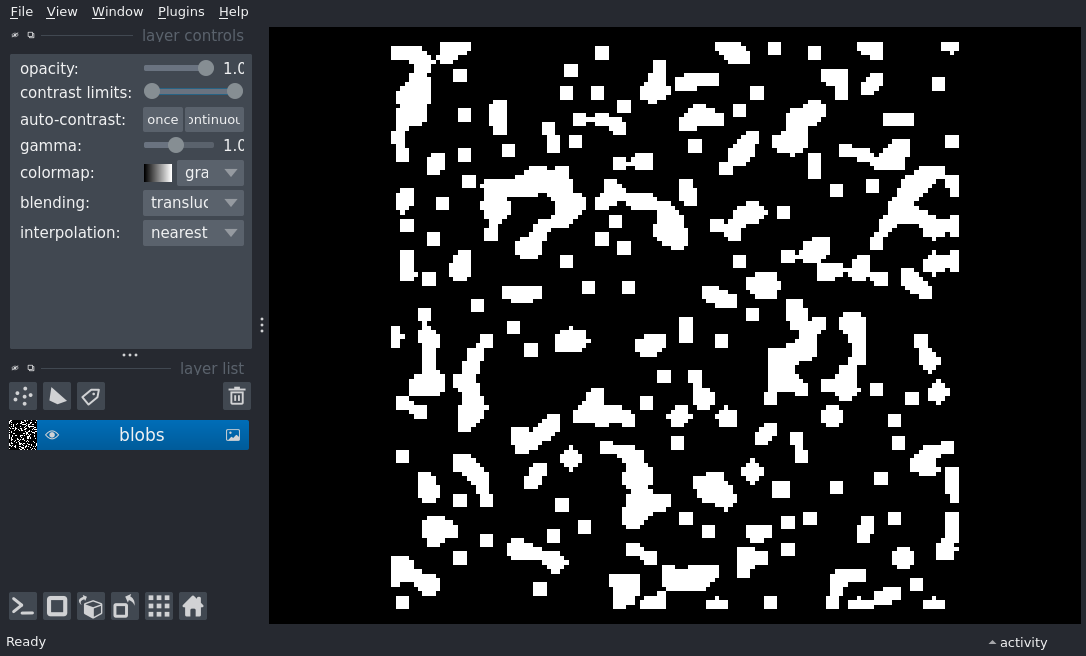 File View Window Plugins Help
layer controls
opacity: 1.0
contrast limits:
auto-contrast: once ontinuou
gamma: 1.0
colormap: gra
blending: transluc
interpolation: nearest
layer list
blobs
Ready
activity